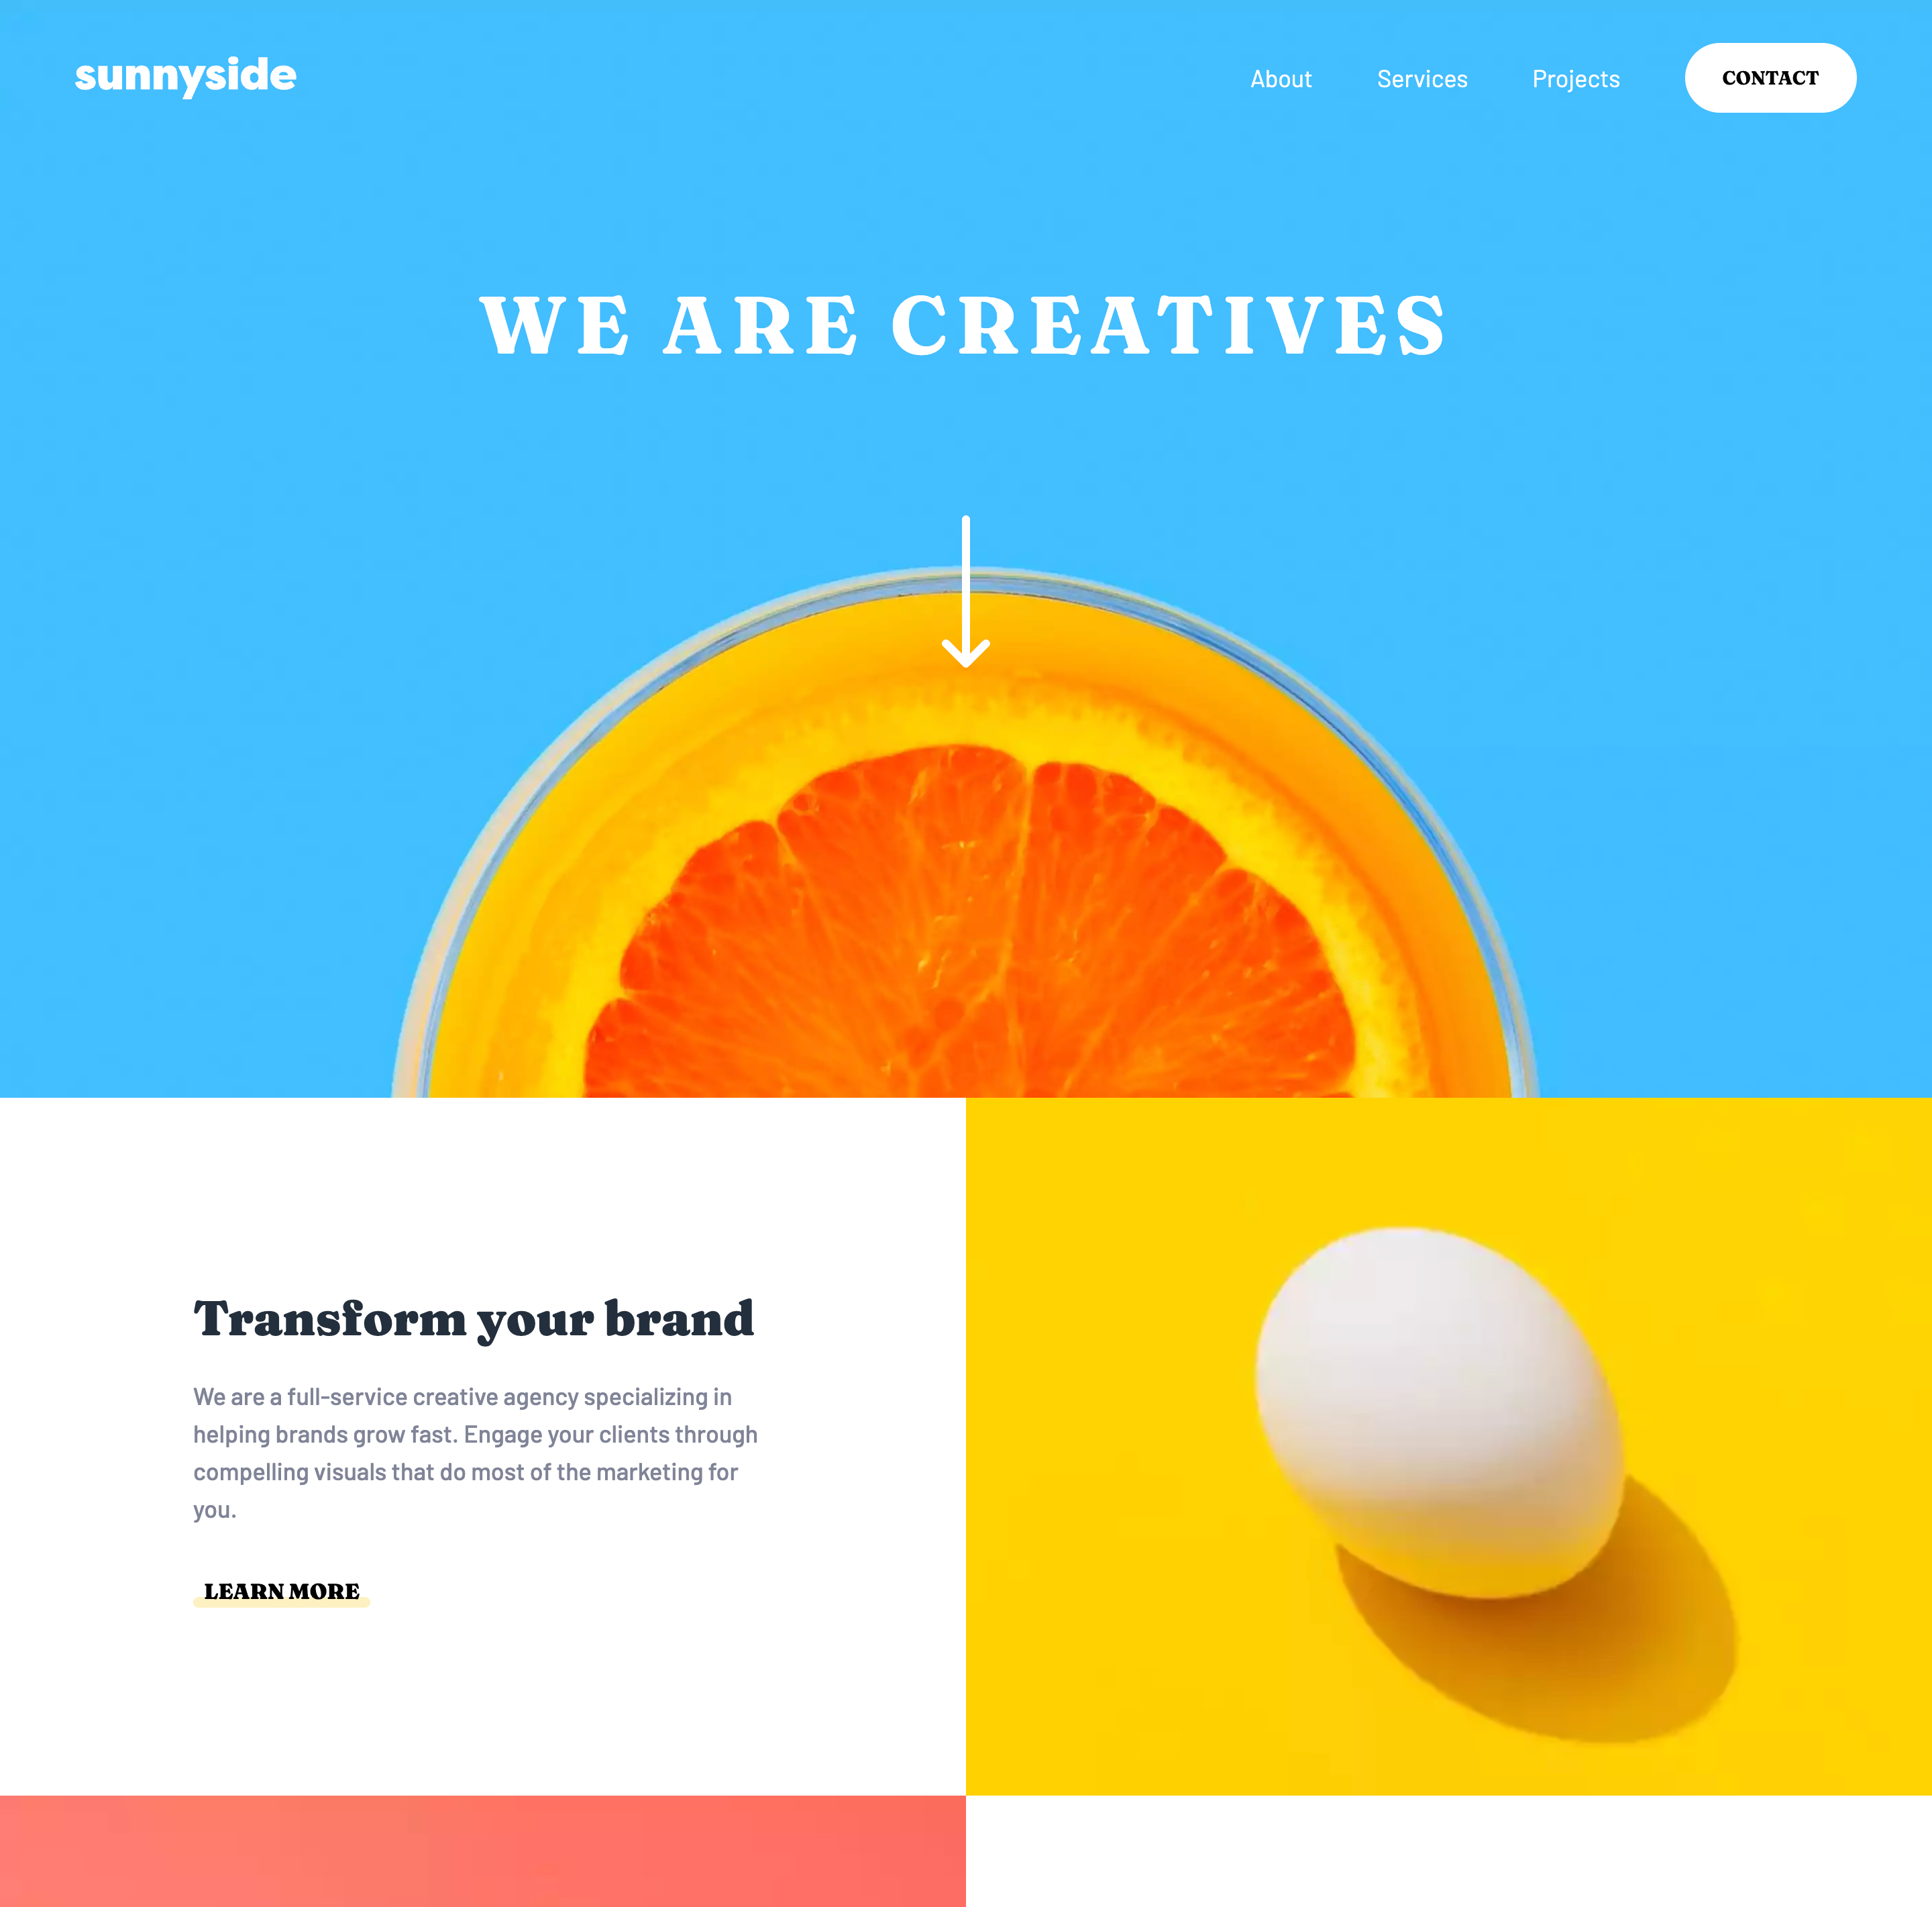 sunnyside
About
Services
Projects
CONTACT
WE ARE CREATIVES
Transform your brand
We are a full-service creative agency specializing in
helping brands grow fast. Engage your clients through
compelling visuals that do most of the marketing for
you.
LEARN MORE